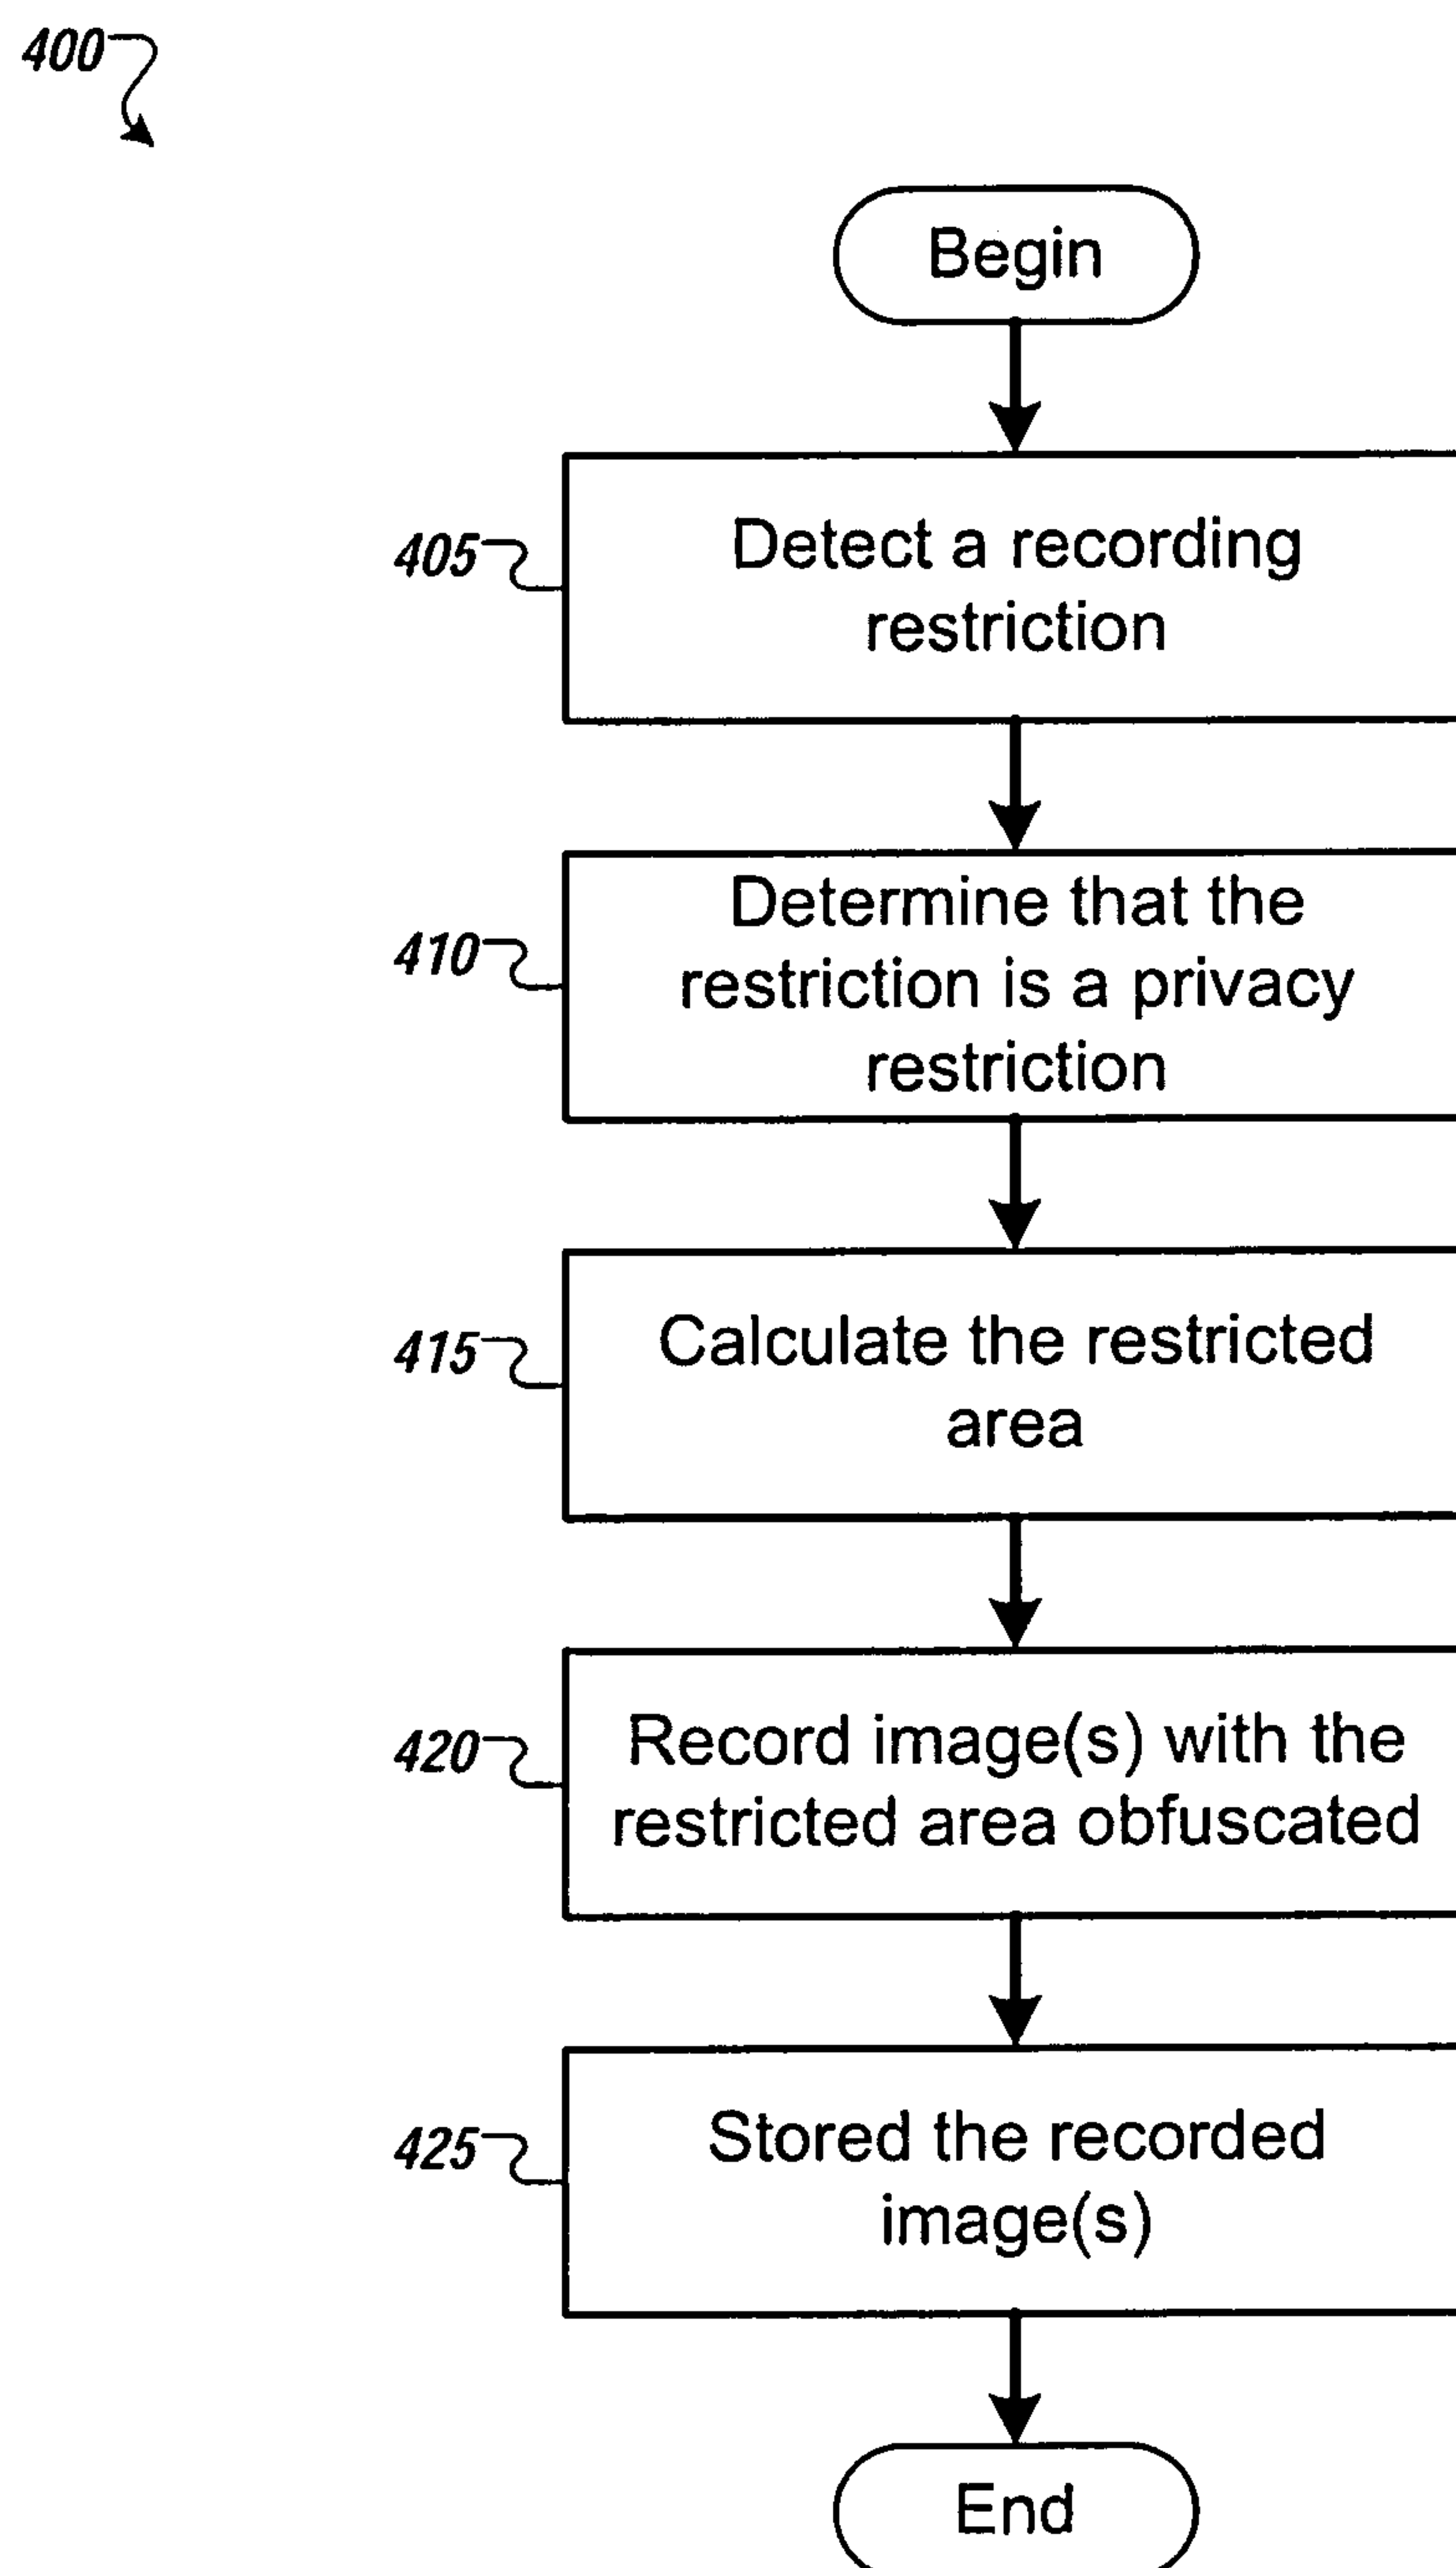 400
Begin
405
Detect a recording
restriction
410
Determine that the
restriction is a privacy
restriction
415
Calculate the restricted
area
420
Record image(s) with the
restricted area obfuscated
425
Stored the recorded
image(s)
End